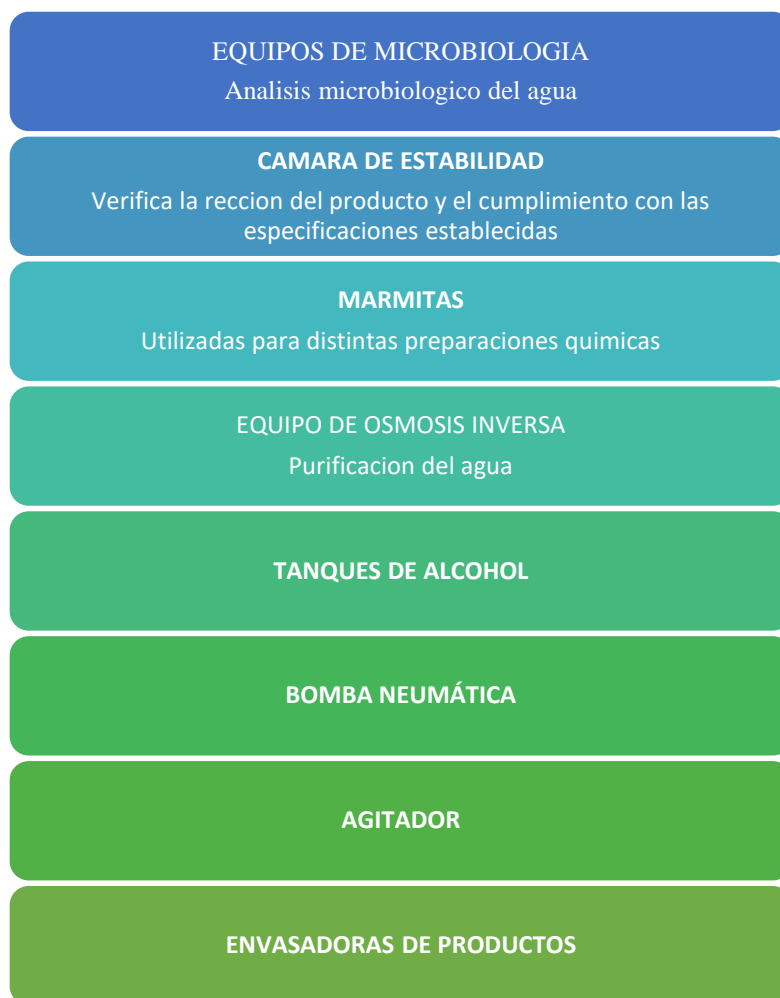 EQUIPOS DE MICROBIOLOGIA
Analisis microbiologico del agua
CAMARA DE ESTABILIDAD
Verifica la reccion del producto y el cumplimiento con las
especificaciones establecidas
MARMITAS
Utilizadas para distintas preparaciones quimicas
EQUIPO DE OSMOSIS INVERSA
Purificacion del agua
TANQUES DE ALCOHOL
BOMBA NEUMÁTICA
AGITADOR
ENVASADORAS DE PRODUCTOS